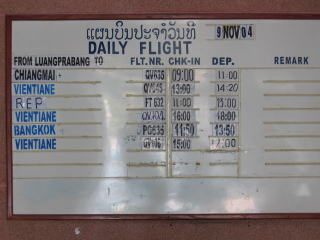 ແຜນບິນປະຈຳວັນທີ 9 NOV 04
DAILY FLIGHT
FROM LUANGPRABANG TO FLT.NR. CHK-IN DEP. REMARK
CHIANGMAI QV635 09:00 11:00
VIENTIANE 13:00 14:20
REP FT 632 11:00 13:00
VIENTIANE 16:00 18:00
BANGKOK PG635 11:50 13:50
VIENTIANE 15:00 17:00